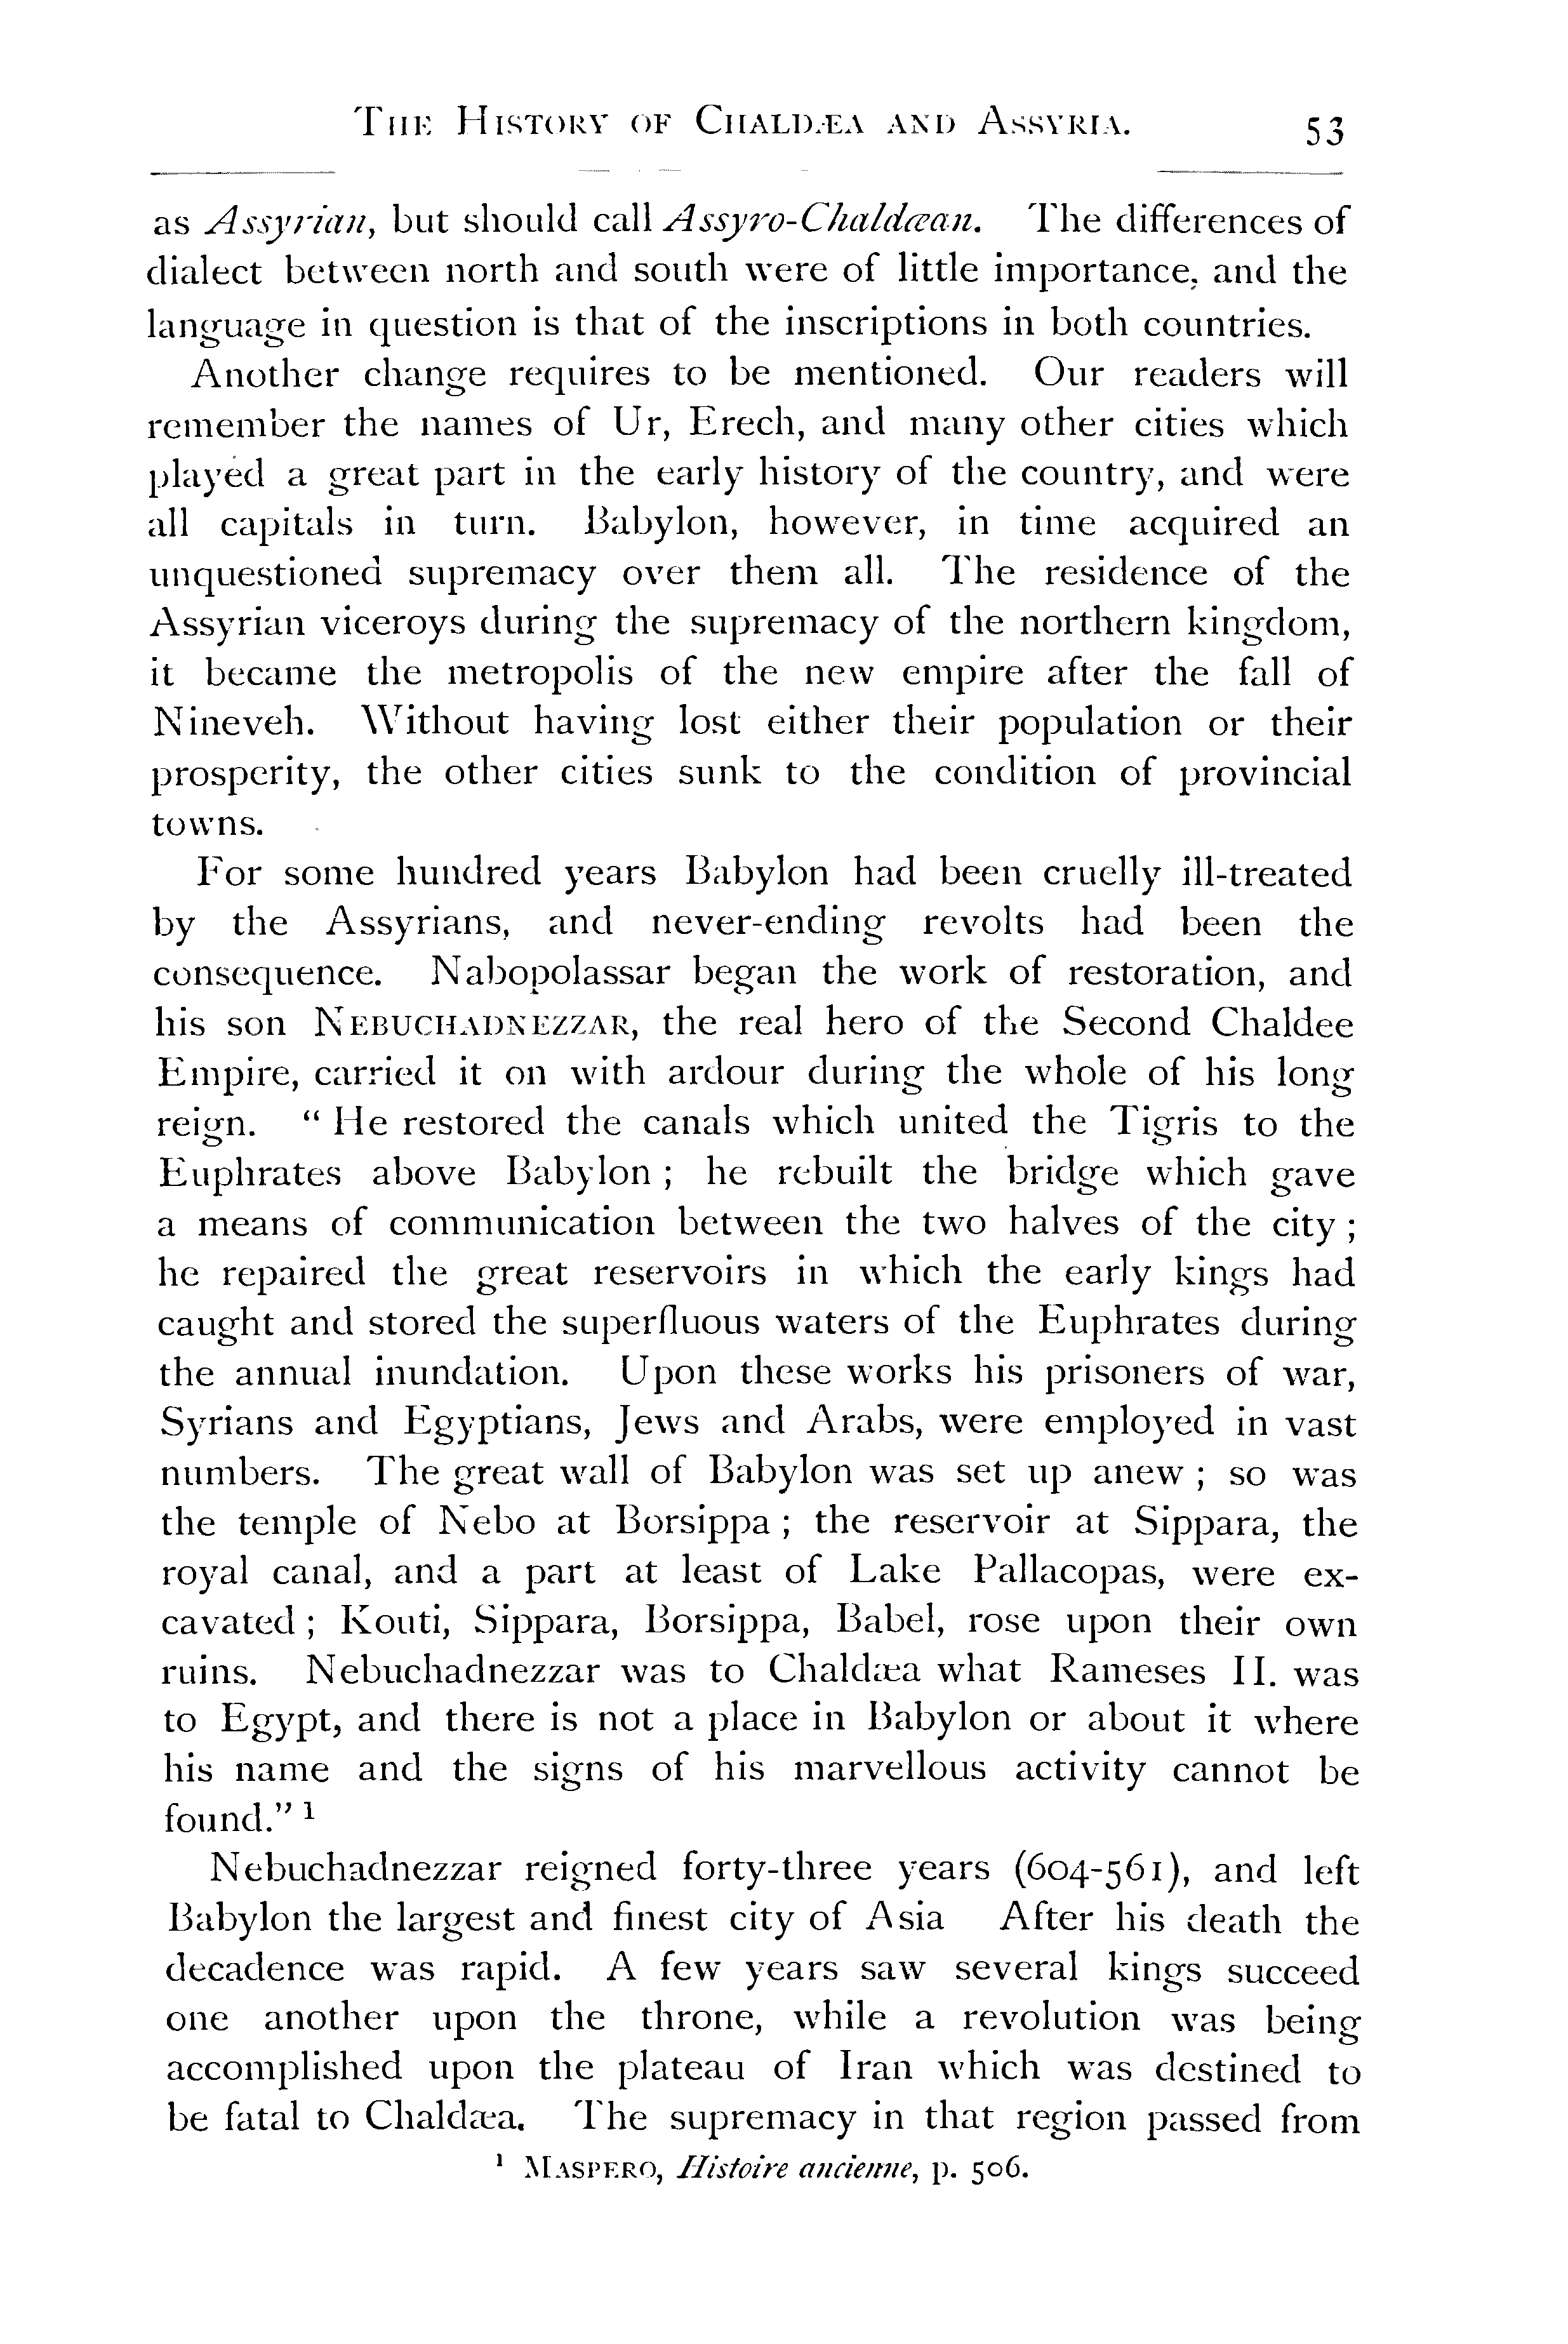 THE HISTORY OF CHALDÆA AND ASSYRIA. 53
as Assyrian, but should call Assyro-Chaldæan. The differences of
dialect between north and south were of little importance, and the
language in question is that of the inscriptions in both countries.
Another change requires to be mentioned. Our readers will
remember the names of Ur, Erech, and many other cities which
played a great part in the early history of the country, and were
all capitals in turn. Babylon, however, in time acquired an
unquestioned supremacy over them all. The residence of the
Assyrian viceroys during the supremacy of the northern kingdom,
it became the metropolis of the new empire after the fall of
Nineveh. Without having lost either their population or their
prosperity, the other cities sunk to the condition of provincial
towns.
For some hundred years Babylon had been cruelly ill-treated
by the Assyrians, and never-ending revolts had been the
consequence. Nabopolassar began the work of restoration, and
his son NEBUCHADNEZZAR, the real hero of the Second Chaldee
Empire, carried it on with ardour during the whole of his long
reign. “ He restored the canals which united the Tigris to the
Euphrates above Babylon ; he rebuilt the bridge which gave
a means of communication between the two halves of the city ;
he repaired the great reservoirs in which the early kings had
caught and stored the superfluous waters of the Euphrates during
the annual inundation. Upon these works his prisoners of war,
Syrians and Egyptians, Jews and Arabs, were employed in vast
numbers. The great wall of Babylon was set up anew ; so was
the temple of Nebo at Borsippa ; the reservoir at Sippara, the
royal canal, and a part at least of Lake Pallacopas, were ex-
cavated ; Kouti, Sippara, Borsippa, Babel, rose upon their own
ruins. Nebuchadnezzar was to Chaldæa what Rameses II. was
to Egypt, and there is not a place in Babylon or about it where
his name and the signs of his marvellous activity cannot be
found.” 1
Nebuchadnezzar reigned forty-three years (604-561), and left
Babylon the largest and finest city of Asia After his death the
decadence was rapid. A few years saw several kings succeed
one another upon the throne, while a revolution was being
accomplished upon the plateau of Iran which was destined to
be fatal to Chaldæa. The supremacy in that region passed from
1 MASPERO, Histoire ancienne, p. 506.